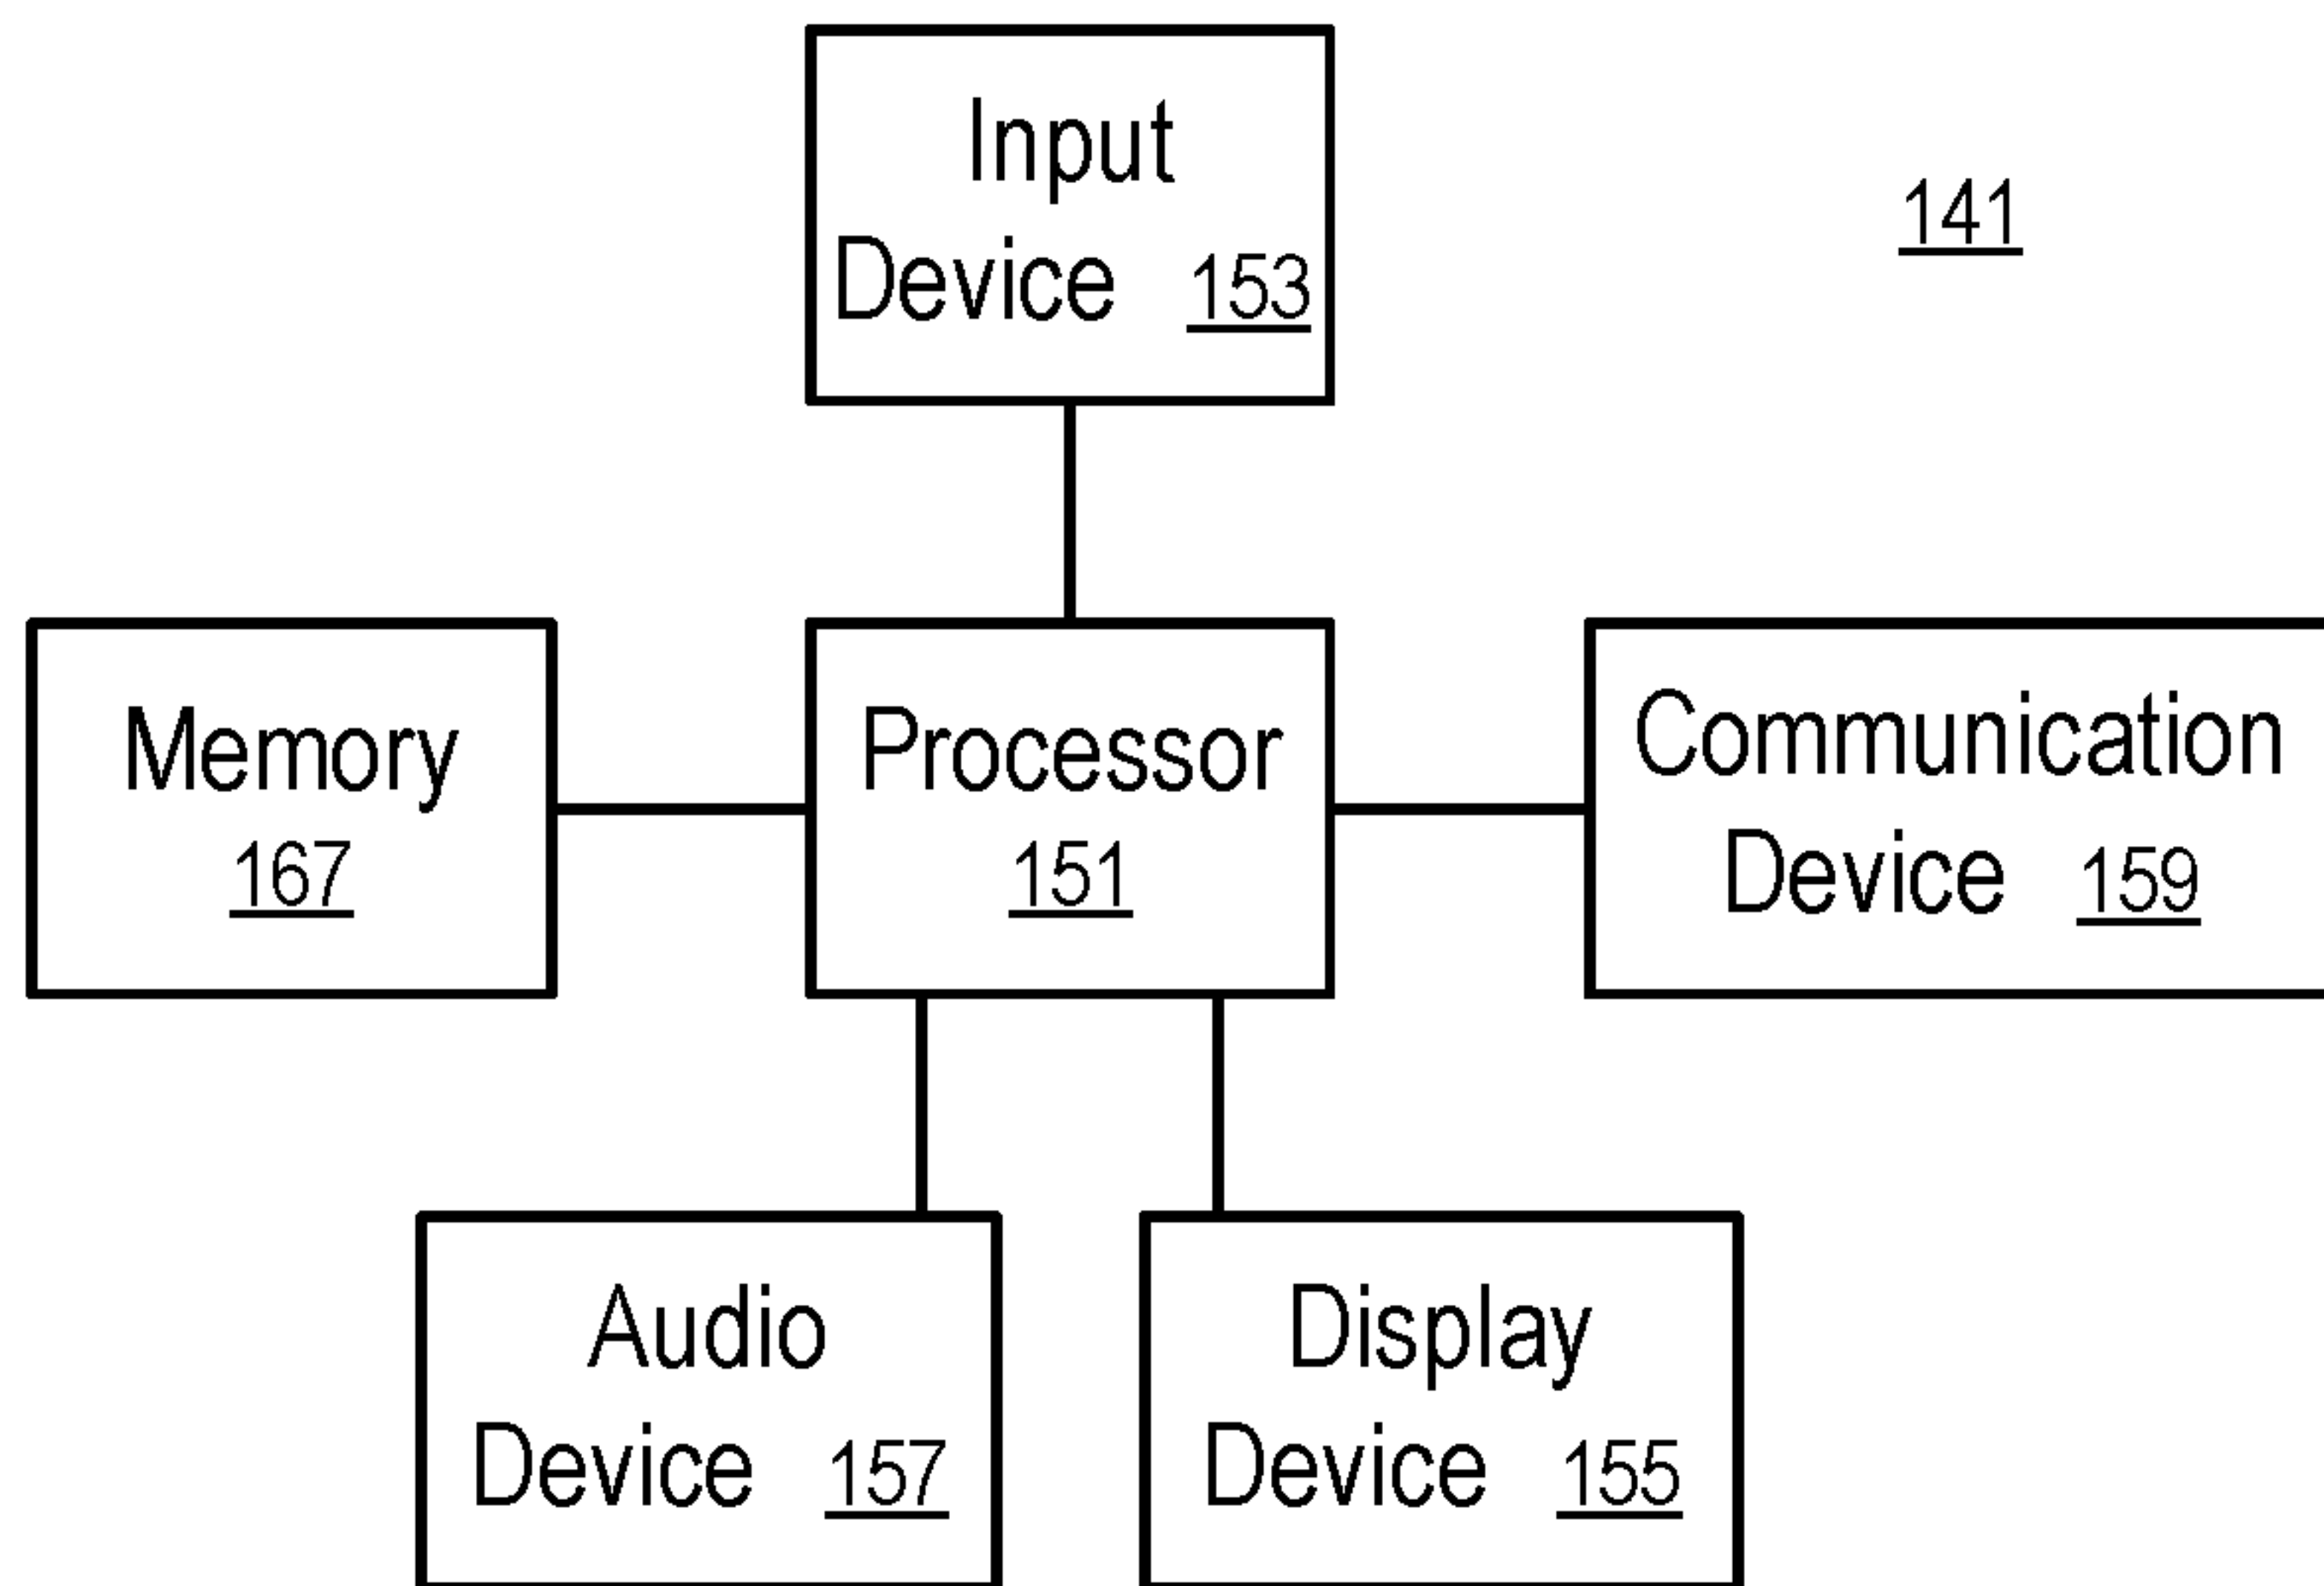 Input
Device 153
141
Memory
167
Processor
151
Communication
Device 159
Audio
Device 157
Display
Device 155